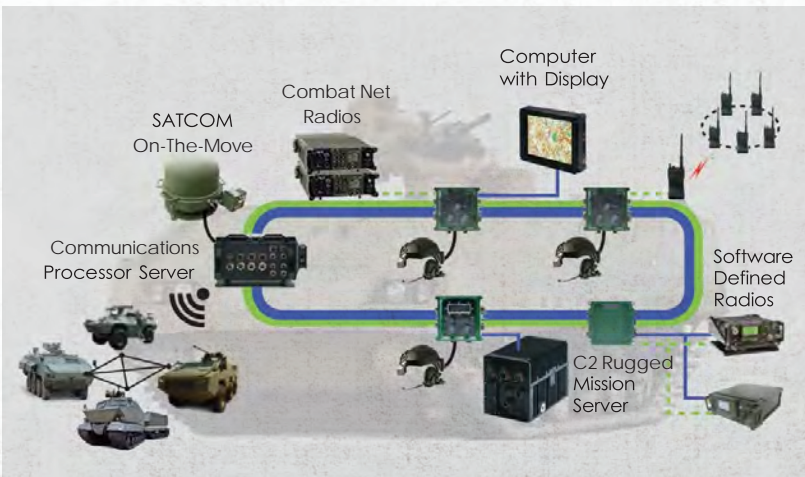 Computer
with Display
Combat Net
Radios
SATCOM
On-The-Move
Communications
Processor Server
Software
Defined
Radios
C2 Rugged
Mission
Server